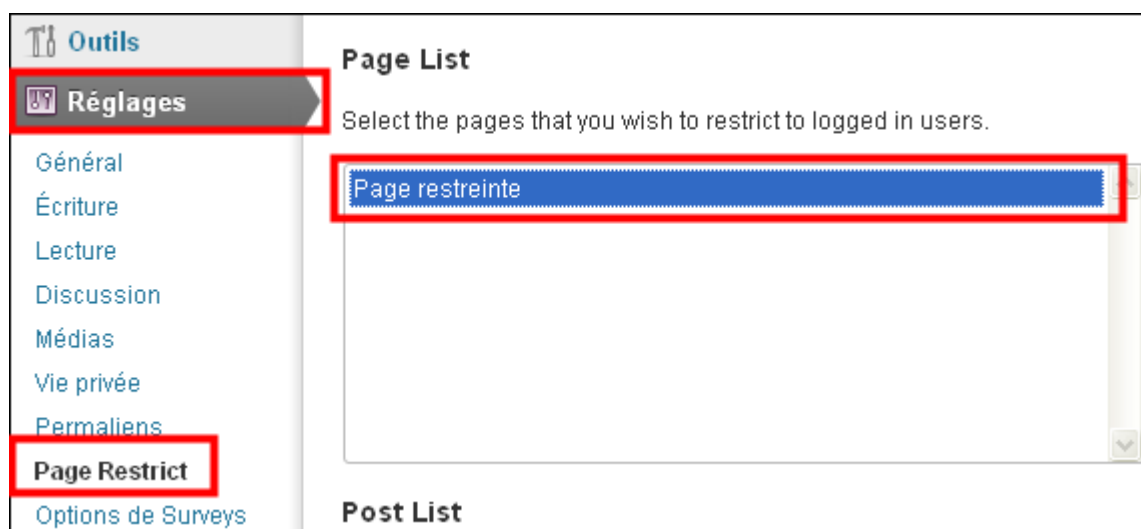 Outils
Réglages
Général
Écriture
Lecture
Discussion
Médias
Vie privée
Permaliens
Page Restrict
Options de Surveys
Page List
Select the pages that you wish to restrict to logged in users.
Page restreinte
Post List